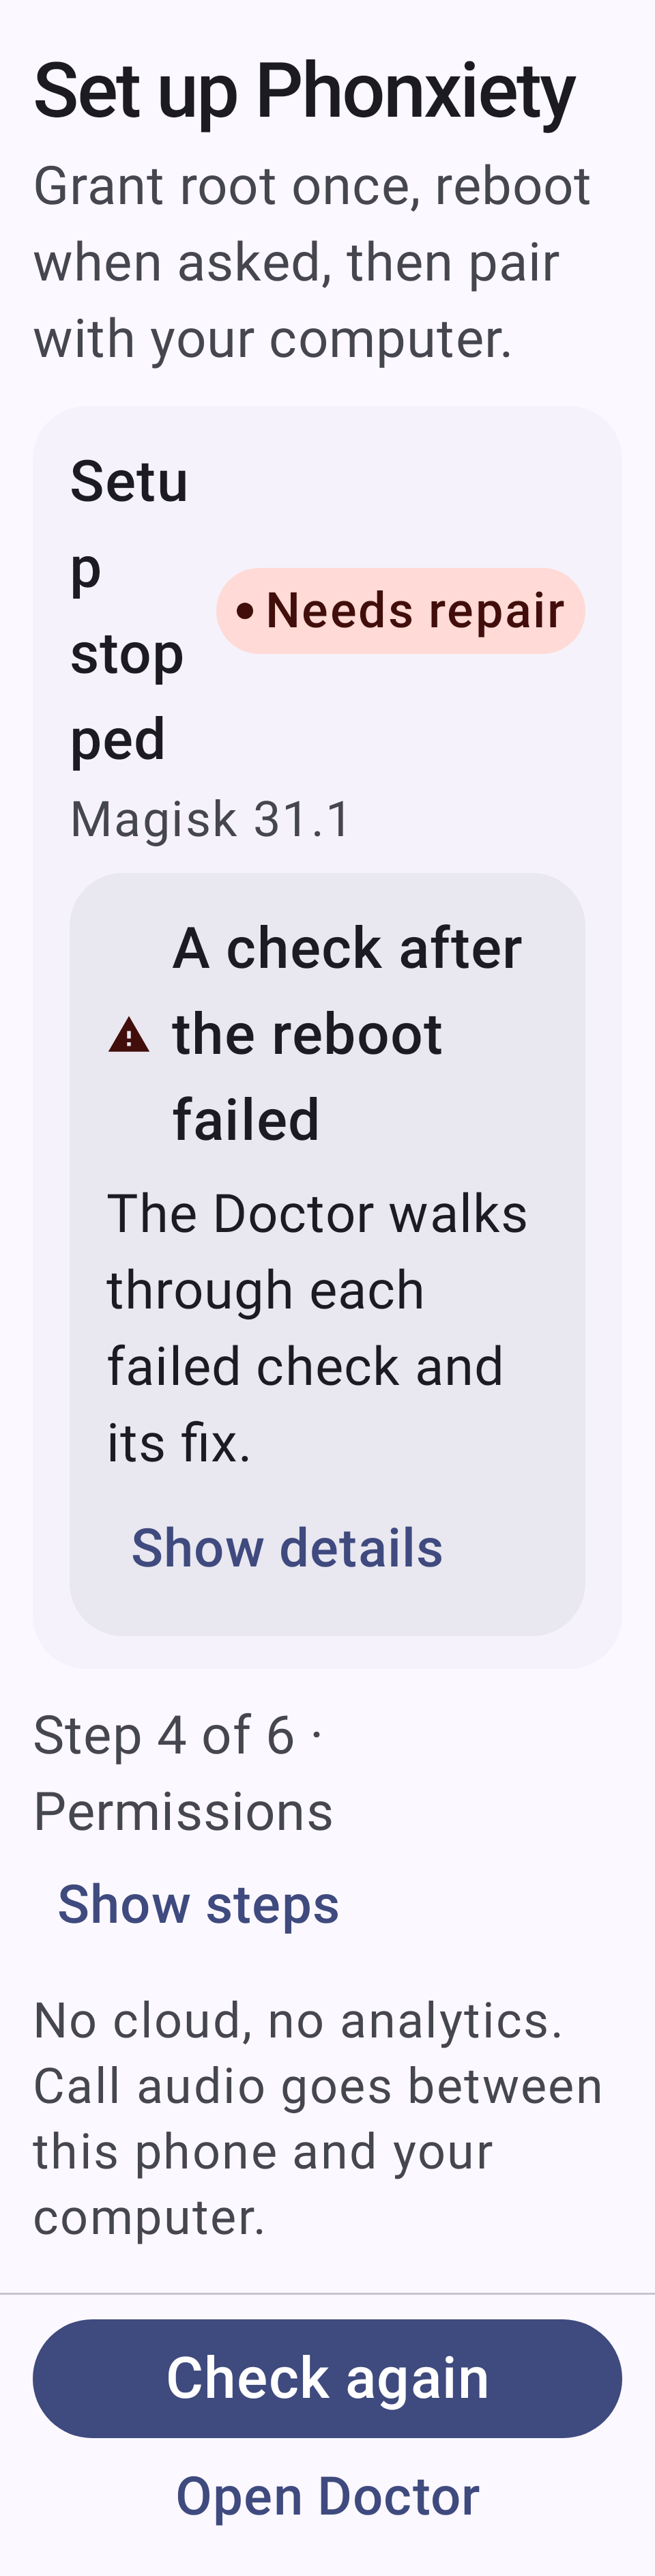 Set up Phonxiety
Grant root once, reboot
when asked, then pair
with your computer.
Setu
p
stop
ped
• Needs repair
Magisk 31.1
A check after
the reboot
failed
The Doctor walks
through each
failed check and
its fix.
Show details
Step 4 of 6 ·
Permissions
Show steps
No cloud, no analytics.
Call audio goes between
this phone and your
computer.
Check again
Open Doctor